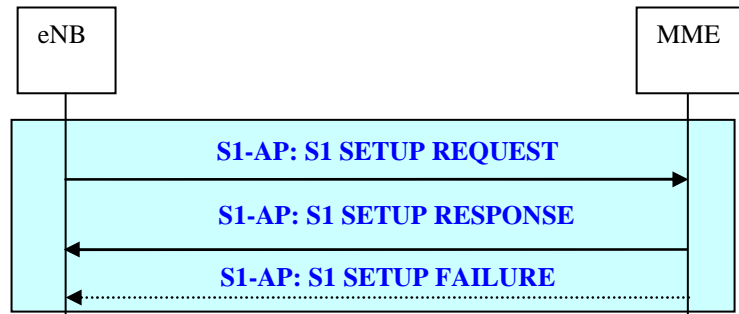 eNB
MME
S1-AP: S1 SETUP REQUEST
S1-AP: S1 SETUP RESPONSE
S1-AP: S1 SETUP FAILURE